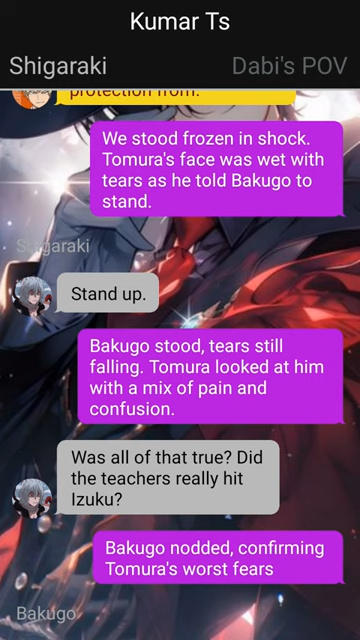 Kumar Ts
Shigaraki Dabi's POV
protection from.
We stood frozen in shock.
Tomura's face was wet with
tears as he told Bakugo to
stand.
Shigaraki
Stand up.
Bakugo stood, tears still
falling. Tomura looked at him
with a mix of pain and
confusion.
Was all of that true? Did
the teachers really hit
Izuku?
Bakugo nodded, confirming
Tomura's worst fears
Bakugo